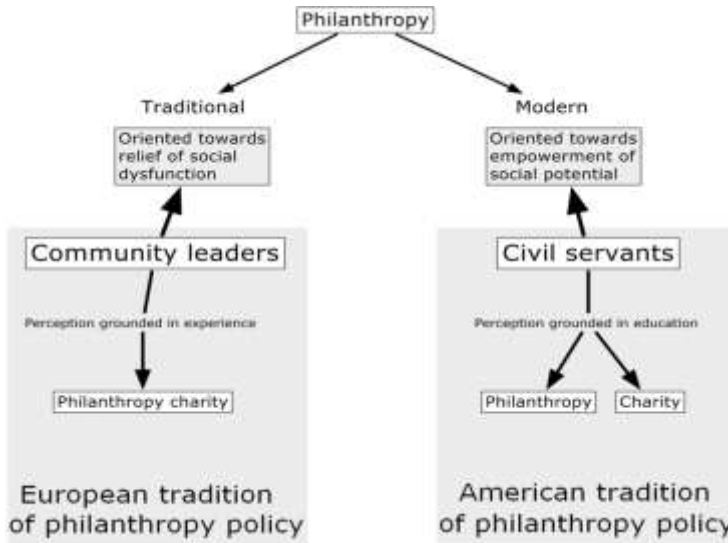 Philanthropy
Traditional
Modern
Oriented towards
relief of social
dysfunction
Oriented towards
empowerment of
social potential
Community leaders
Civil servants
Perception grounded in experience
Perception grounded in education
Philanthropy charity
Philanthropy
Charity
European tradition
of philanthropy policy
American tradition
of philanthropy policy